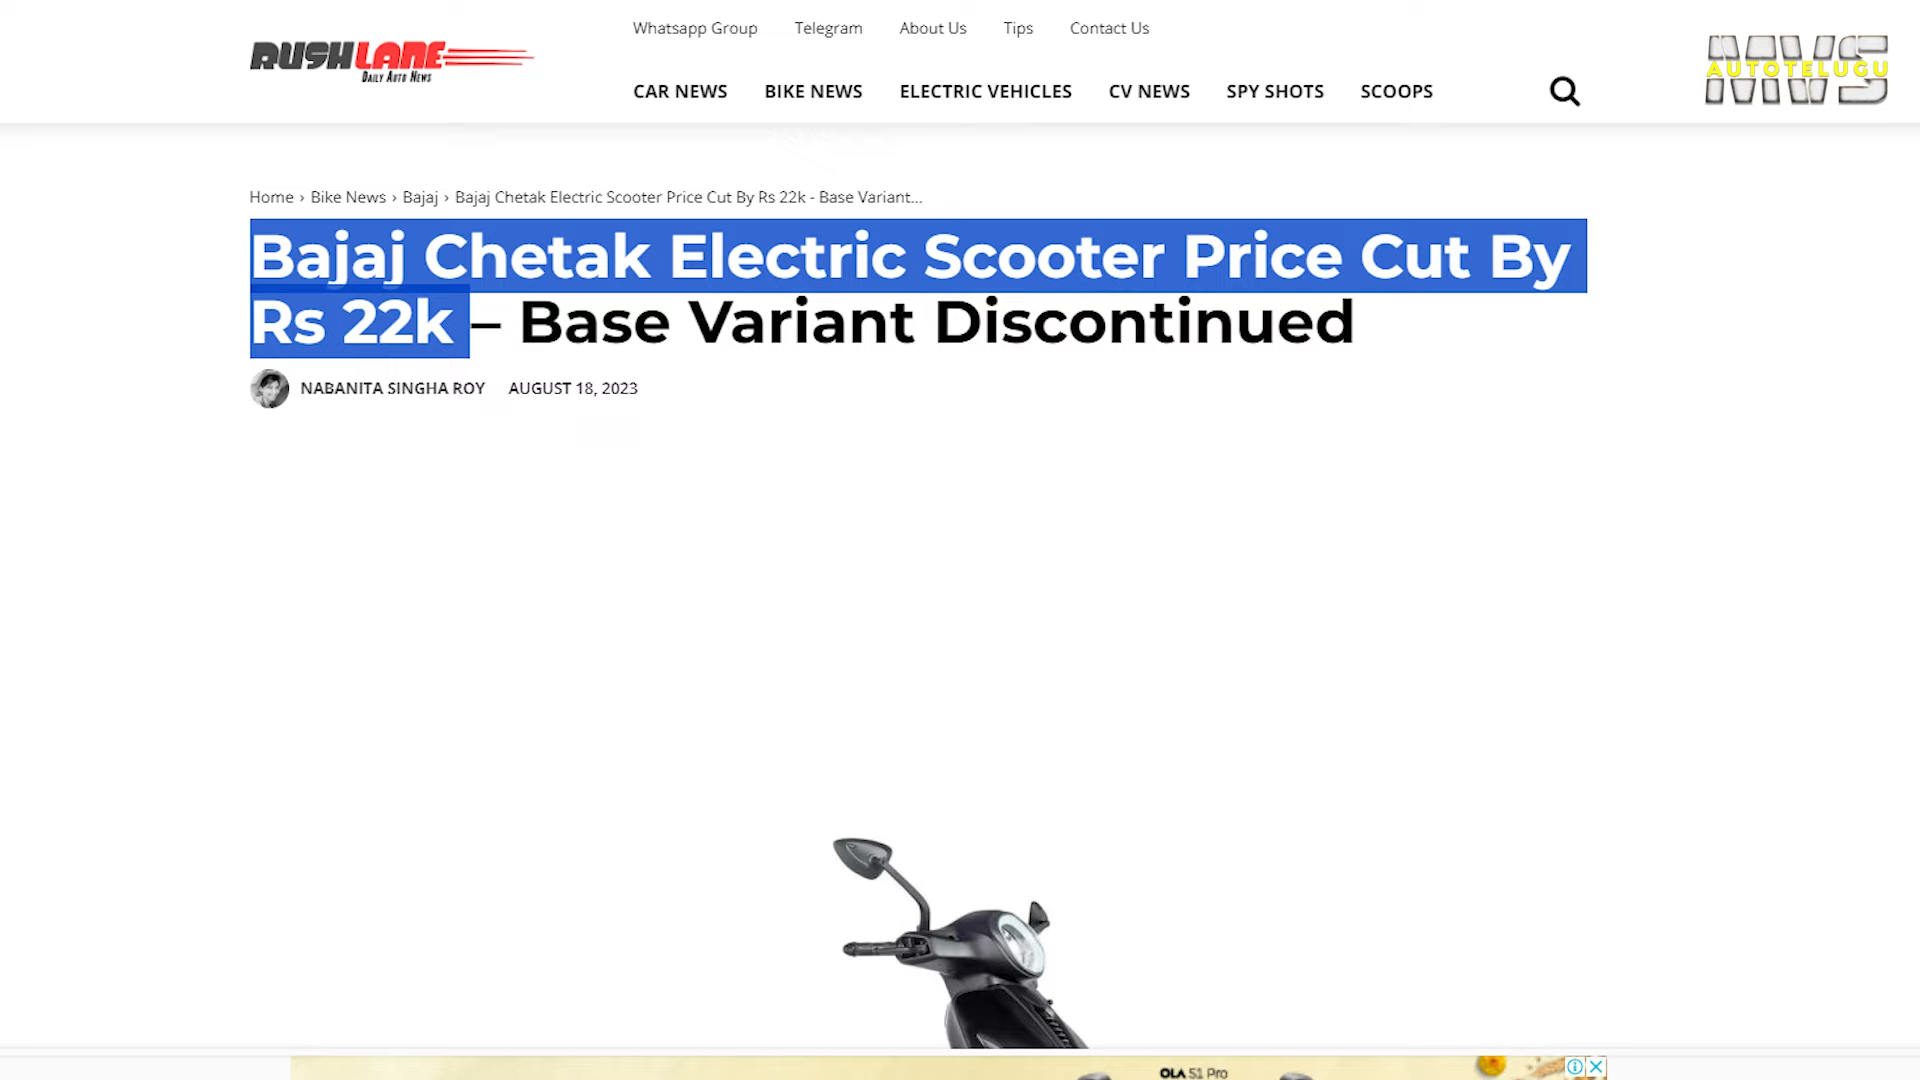 Whatsapp Group Telegram About Us Tips Contact Us
RUSHLANE
DAILY AUTO NEWS
CAR NEWS BIKE NEWS ELECTRIC VEHICLES CV NEWS SPY SHOTS SCOOPS
MVS
AUTOTELUGU
Home › Bike News › Bajaj › Bajaj Chetak Electric Scooter Price Cut By Rs 22k - Base Variant...
Bajaj Chetak Electric Scooter Price Cut By
Rs 22k – Base Variant Discontinued
NABANITA SINGHA ROY AUGUST 18, 2023
OLA S1 Pro